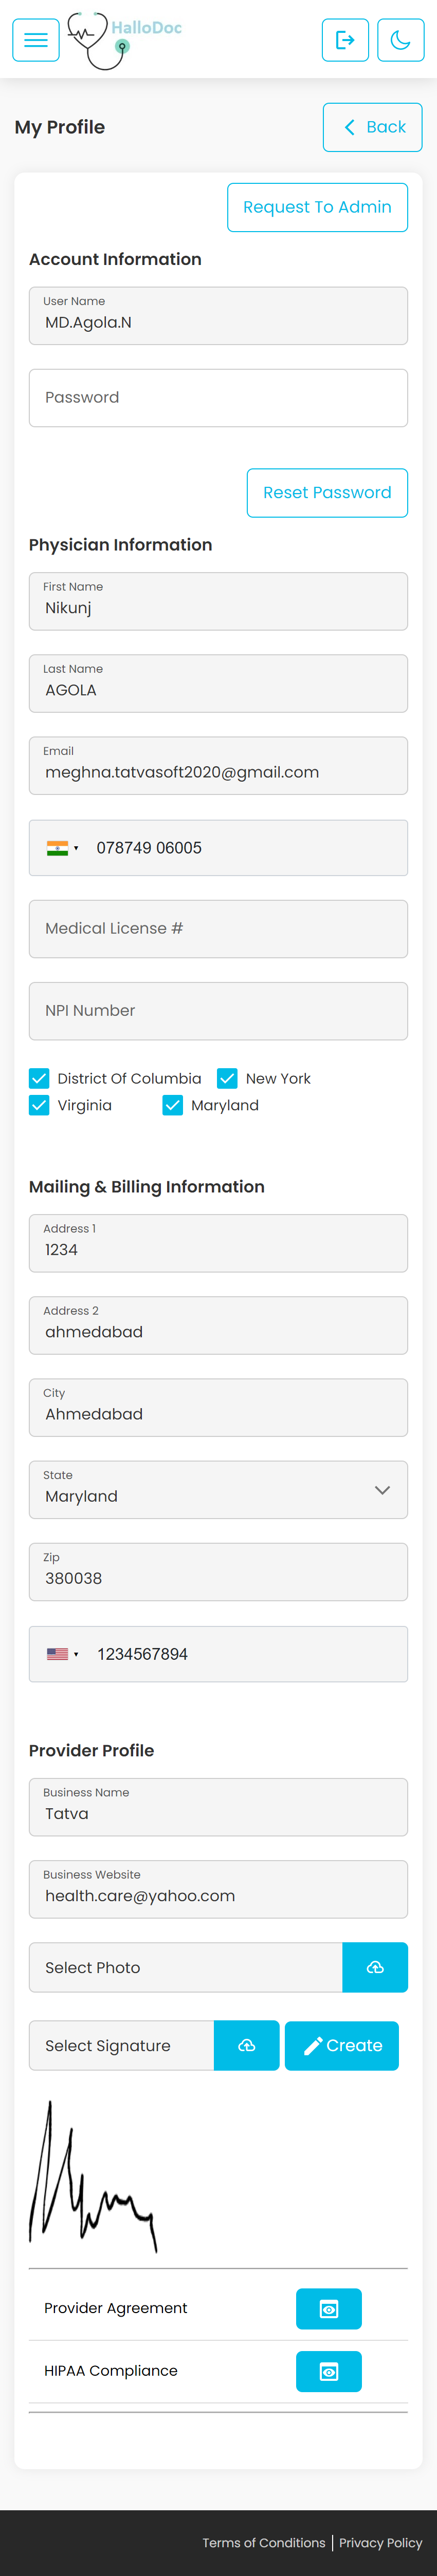 HalloDoc
My Profile
Back
Request To Admin
Account Information
User Name
MD.Agola.N
Password
Reset Password
Physician Information
First Name
Nikunj
Last Name
AGOLA
Email
meghna.tatvasoft2020@gmail.com
078749 06005
Medical License #
NPI Number
District Of Columbia New York
Virginia Maryland
Mailing & Billing Information
Address 1
1234
Address 2
ahmedabad
City
Ahmedabad
State
Maryland
Zip
380038
1234567894
Provider Profile
Business Name
Tatva
Business Website
health.care@yahoo.com
Select Photo
Select Signature Create
Provider Agreement
HIPAA Compliance
Terms of Conditions | Privacy Policy